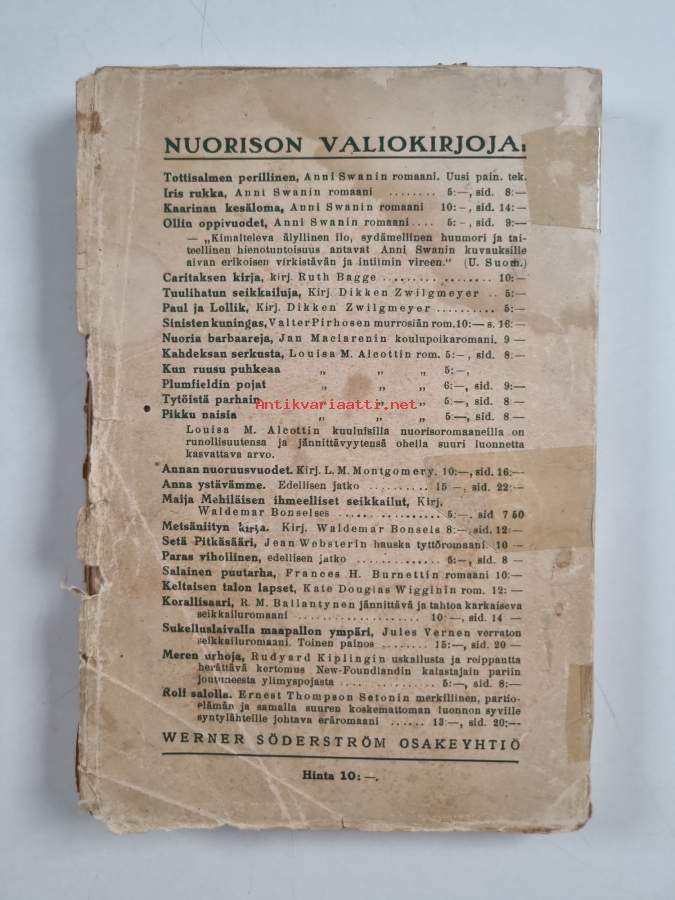 NUORISON VALIOKIRJOJA:
Tottisalmen perillinen, Anni Swanin romaani. Uusi pain. tek.
Iris rukka, Anni Swanin romaani ........ 5:—, sid. 8:—
Kaarinan kesäloma, Anni Swanin romaani 10:—, sid. 14:—
Ollin oppivuodet, Anni Swanin romaani.... 5:—, sid. 9:—
— „Kimalteleva älyllinen ilo, sydämellinen huumori ja tai-
teellinen hienotuntoisuus antavat Anni Swanin kuvauksille
aivan erikoisen virkistävän ja intiimin vireen." (U. Suom.)
Caritaksen kirja, kirj. Ruth Bagge ................ 10:—
Tuulihatun seikkailuja, Kirj. Dikken Zwilgmeyer .. 5:—
Paul ja Lollik, Kirj. Dikken Zwilgmeyer .......... 5:—
Sinisten kuningas, Valter Pirhosen murrosiän rom. 10:— s. 16:—
Nuoria barbaareja, Jan Maclarenin koulupoikaromani. 9 —
Kahdeksan serkusta, Louisa M. Alcottin rom. 5:—, sid. 8:—
Kun ruusu puhkeaa „ „ „ 5:—,
Plumfieldin pojat „ „ „ 6:—, sid. 9:—
Tytöistä parhain „ „ 5:—, sid. 8 —
Antikvariaatti.net
Pikku naisia „ „ „ 5:—, sid. 8 —
Louisa M. Alcottin kuuluisilla nuorisoromaaneilla on
runollisuutensa ja jännittävyytensä ohella suuri luonnetta
kasvattava arvo.
Annan nuoruusvuodet. Kirj. L. M. Montgomery. 10:—, sid. 16:—
Anna ystävämme. Edellisen jatko ........ 15 —, sid. 22:—
Maija Mehiläisen ihmeelliset seikkailut, Kirj.
Waldemar Bonselses .................. 5:—. sid 7 50
Metsäniityn kirja. Kirj. Waldemar Bonsels 8:—. sid. 12:—
Setä Pitkäsääri, Jean Websterin hauska tyttöromaani. 10 —
Paras vihollinen, edellisen jatko ........ 5:—, sid. 8 —
Salainen puutarha, Frances H. Burnettin romaani 10:—
Keltaisen talon lapset, Kate Douglas Wigginin rom. 12: —
Korallisaari, R. M. Ballantynen jännittävä ja tahtoa karkaiseva
seikkailuromaani .................... 10:—, sid. 14 —
Sukelluslaivalla maapallon ympäri, Jules Vernen verraton
seikkailuromaani. Toinen painos ........ 15:—, sid. 20 —
Meren urhoja, Rudyard Kiplingin uskallusta ja reippautta
herättävä kertomus New-Foundlandin kalastajain pariin
joutuneesta ylimyspojasta .............. 5:—, sid. 8:—
Rolf salolla. Ernest Thompson Setonin merkillinen, partio-
elämän ja samalla suuren koskemattoman luonnon syville
syntylähteille johtava eräromaani ...... 13:—, sid. 20:—
WERNER SÖDERSTRÖM OSAKEYHTIÖ
Hinta 10:—.